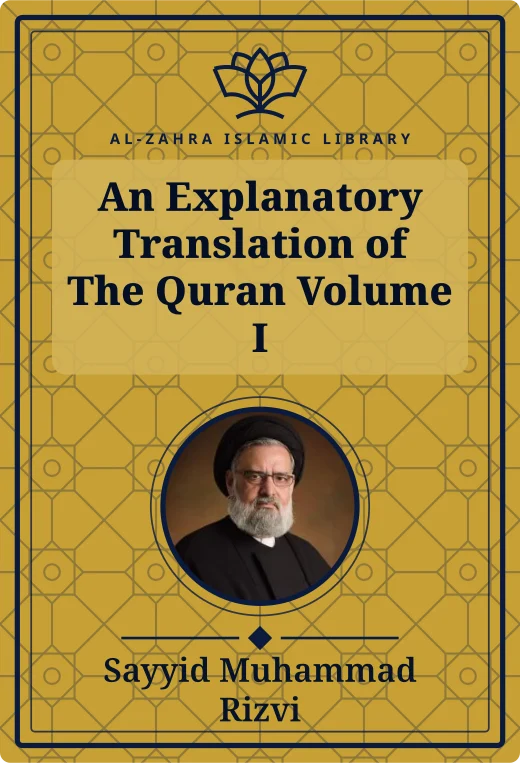 AL-ZAHRA ISLAMIC LIBRARY
An Explanatory
Translation of
The Quran Volume
I
Sayyid Muhammad
Rizvi